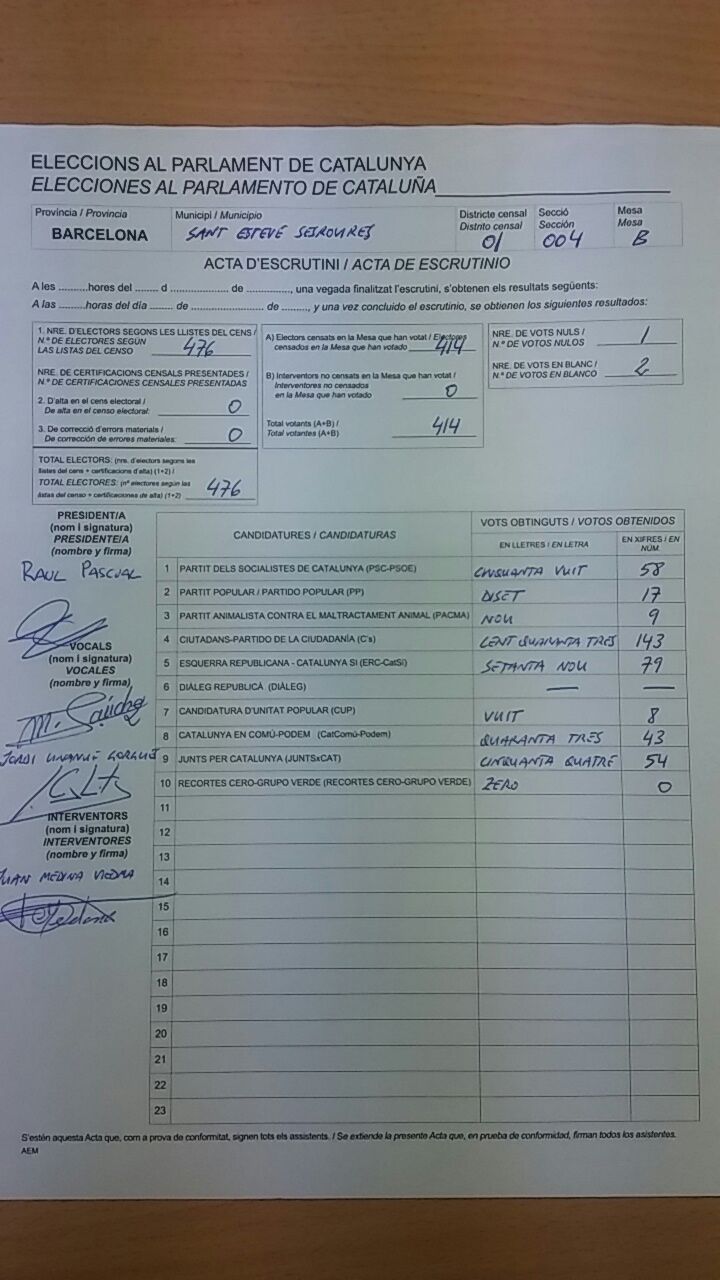 ELECCIONS AL PARLAMENT DE CATALUNYA
ELECCIONES AL PARLAMENTO DE CATALUÑA
Província / Provincia
BARCELONA
Municipi / Municipio
SANT ESTEVE SESROVIRES
Districte censal
Distrito censal
01
Secció
Sección
004
Mesa
Mesa
B
ACTA D'ESCRUTINI / ACTA DE ESCRUTINIO
A les ..........hores del ....... d .................. de .............., una vegada finalitzat l'escrutini, s'obtenen els resultats següents:
A las .........horas del día ..... de ................... de ........, y una vez concluido el escrutinio, se obtienen los siguientes resultados:
1. NRE. D'ELECTORS SEGONS LES LLISTES DEL CENS /
N.º DE ELECTORES SEGÚN
LAS LISTAS DEL CENSO 476
NRE. DE CERTIFICACIONS CENSALS PRESENTADES /
N.º DE CERTIFICACIONES CENSALES PRESENTADAS
2. D'alta en el cens electoral /
De alta en el censo electoral: 0
3. De correcció d'errors materials /
De corrección de errores materiales: 0
TOTAL ELECTORS: (nre. d'electors segons les
llistes del cens + certificacions d'alta) (1+2) /
TOTAL ELECTORES: (nº electores según las
listas del censo + certificaciones de alta) (1+2) 476
A) Electors censats en la Mesa que han votat / Electores
censados en la Mesa que han votado 414
B) Interventors no censats en la Mesa que han votat /
Interventores no censados
en la Mesa que han votado 0
Total votants (A+B) /
Total votantes (A+B) 414
NRE. DE VOTS NULS /
N.º DE VOTOS NULOS 1
NRE. DE VOTS EN BLANC /
N.º DE VOTOS EN BLANCO 2
PRESIDENT/A
(nom i signatura)
PRESIDENTE/A
(nombre y firma)
RAUL PASCUAL
VOCALS
(nom i signatura)
VOCALES
(nombre y firma)
M. Sánchez
JORDI
INTERVENTORS
(nom i signatura)
INTERVENTORES
(nombre y firma)
JUAN MEDINA VIEDMA
CANDIDATURES / CANDIDATURAS
VOTS OBTINGUTS / VOTOS OBTENIDOS
EN LLETRES / EN LETRA
EN XIFRES / EN NÚM.
1 PARTIT DELS SOCIALISTES DE CATALUNYA (PSC-PSOE) CINQUANTA VUIT 58
2 PARTIT POPULAR / PARTIDO POPULAR (PP) DISET 17
3 PARTIT ANIMALISTA CONTRA EL MALTRACTAMENT ANIMAL (PACMA) NOU 9
4 CIUTADANS-PARTIDO DE LA CIUDADANÍA (C's) CENT QUARANTA TRES 143
5 ESQUERRA REPUBLICANA - CATALUNYA SI (ERC-CatSí) SETANTA NOU 79
6 DIÀLEG REPUBLICÀ (DIÀLEG) — —
7 CANDIDATURA D'UNITAT POPULAR (CUP) VUIT 8
8 CATALUNYA EN COMÚ-PODEM (CatComú-Podem) QUARANTA TRES 43
9 JUNTS PER CATALUNYA (JUNTSxCAT) CINQUANTA QUATRE 54
10 RECORTES CERO-GRUPO VERDE (RECORTES CERO-GRUPO VERDE) ZERO 0
11
12
13
14
15
16
17
18
19
20
21
22
23
S'estén aquesta Acta que, com a prova de conformitat, signen tots els assistents. / Se extiende la presente Acta que, en prueba de conformidad, firman todos los asistentes.
AEM